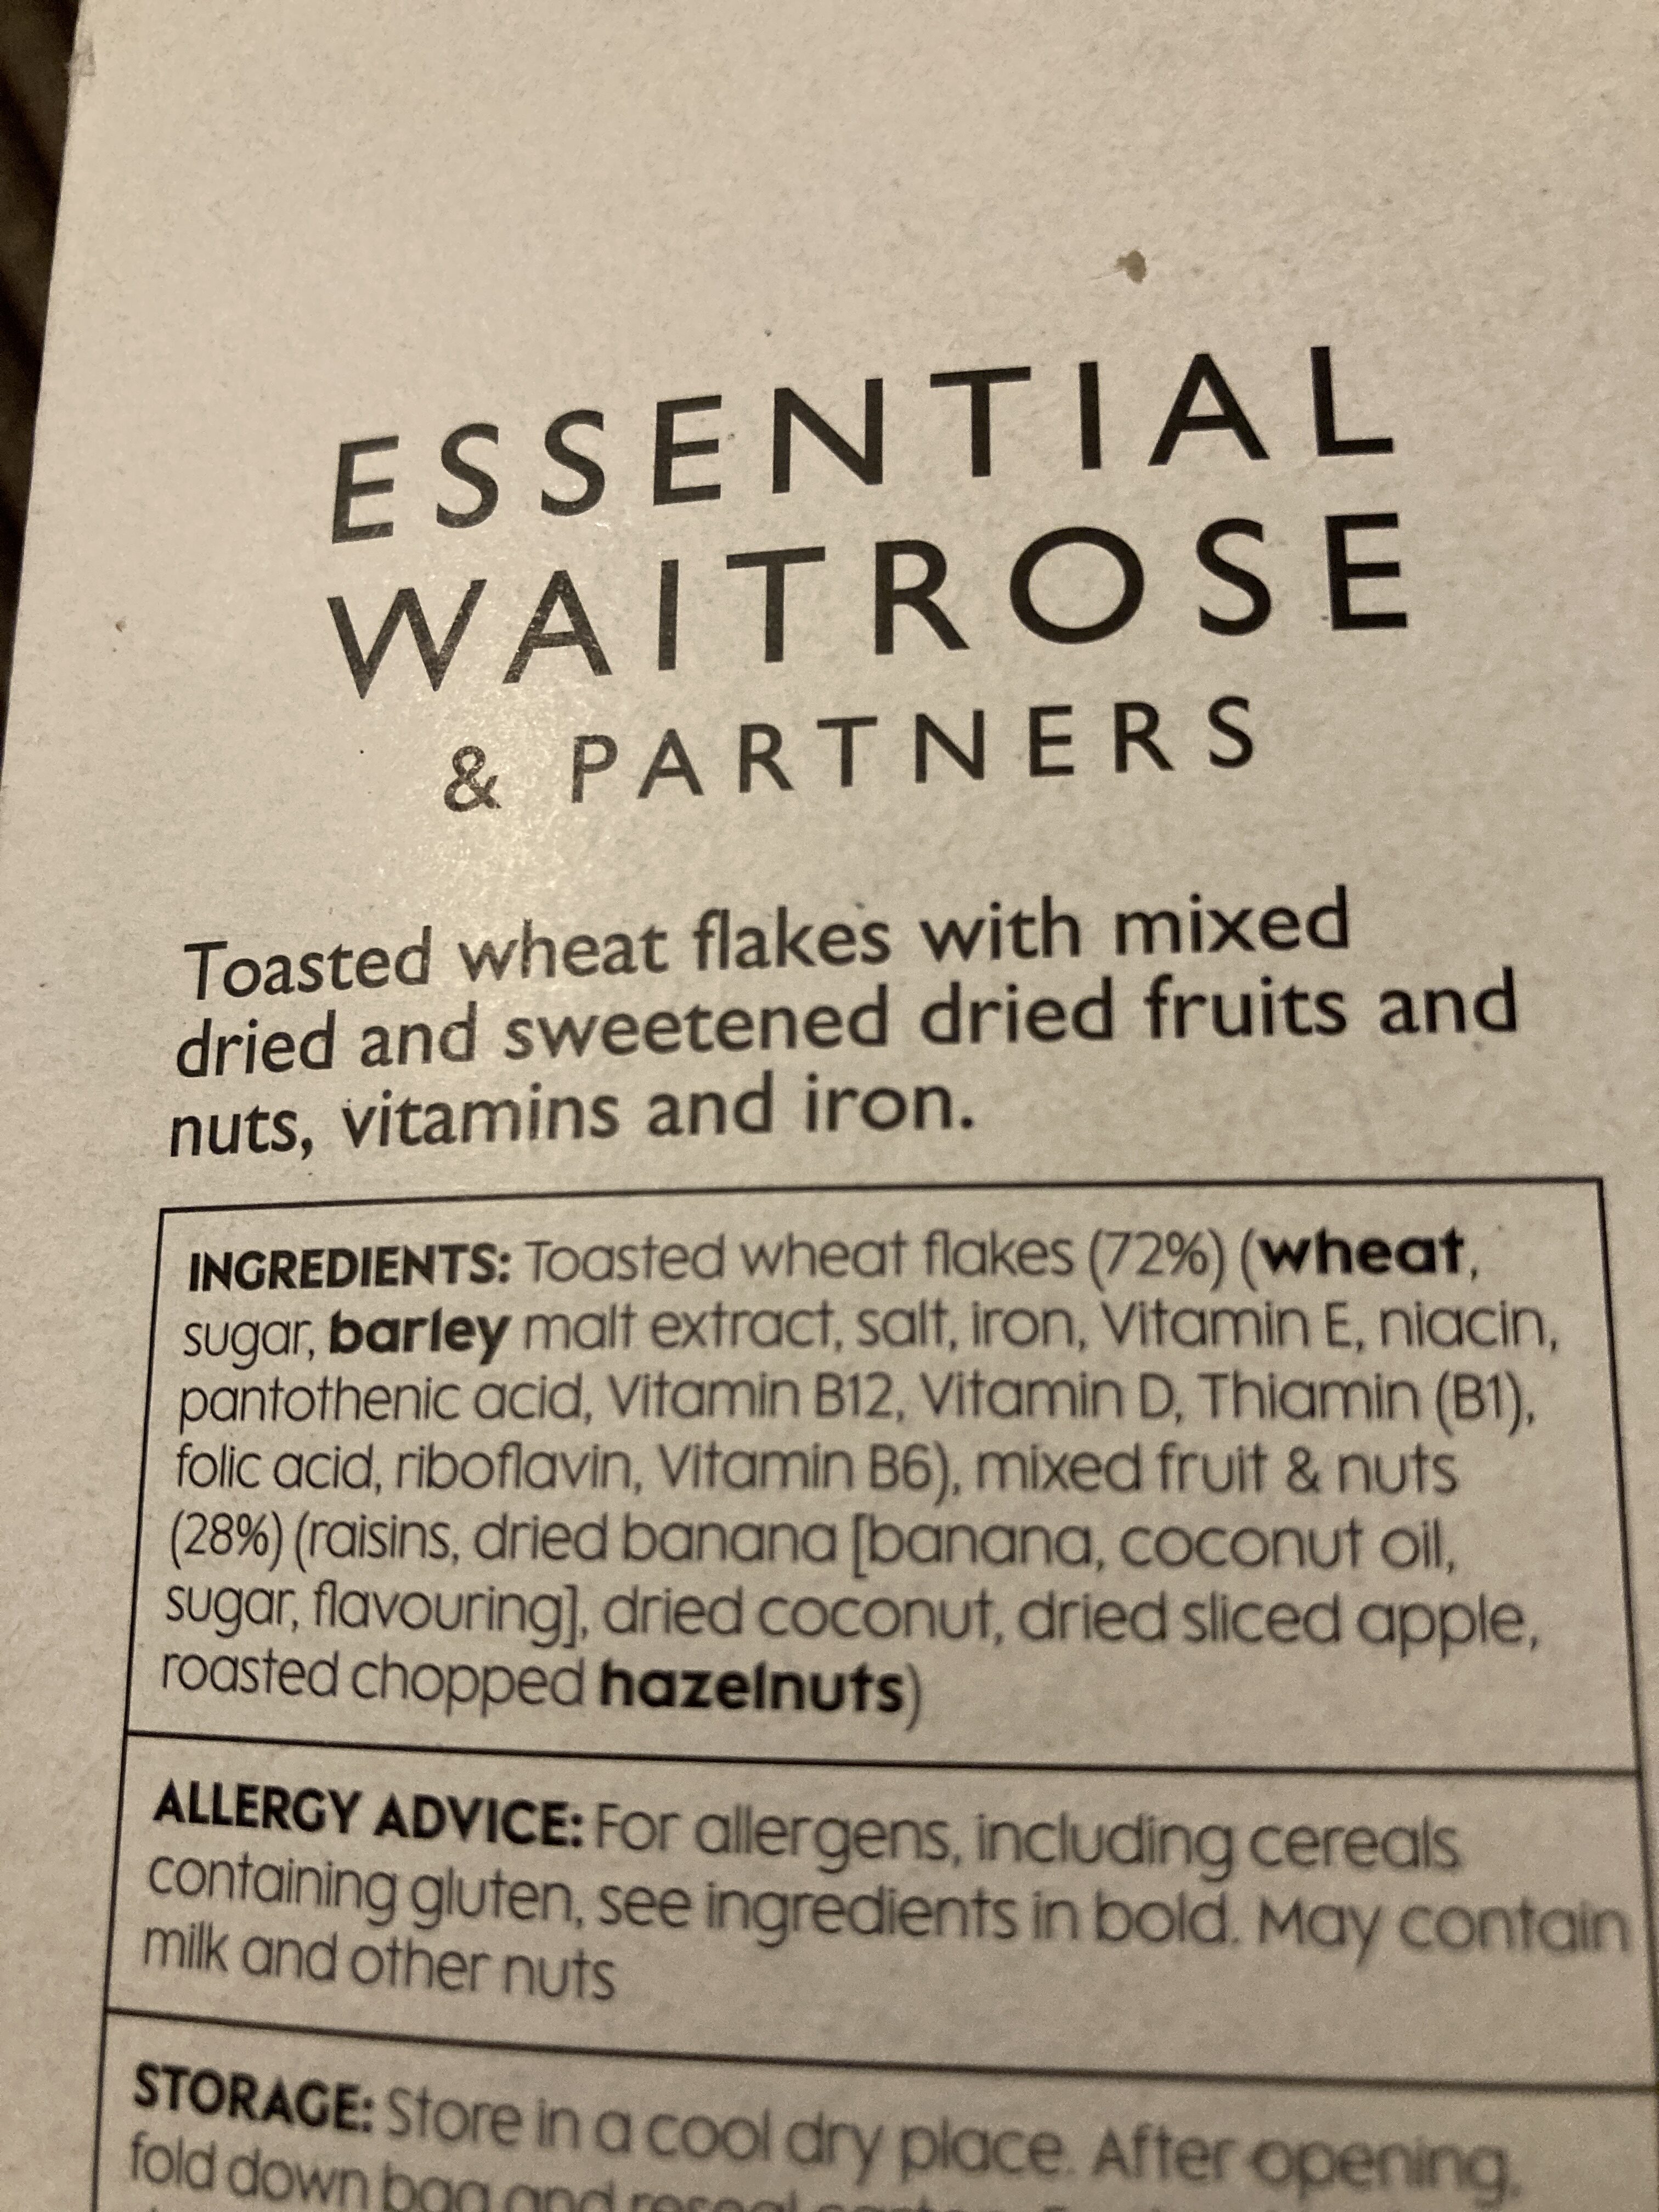 ESSENTIAL
WAITROSE
& PARTNERS
Toasted wheat flakes with mixed
dried and sweetened dried fruits and
nuts, vitamins and iron.
INGREDIENTS: Toasted wheat flakes (72%) (wheat,
sugar, barley malt extract, salt, iron, Vitamin E, niacin,
pantothenic acid, Vitamin B12, Vitamin D, Thiamin (B1),
folic acid, riboflavin, Vitamin B6), mixed fruit & nuts
(28%) (raisins, dried banana [banana, coconut oil,
sugar, flavouring], dried coconut, dried sliced apple,
roasted chopped hazelnuts)
ALLERGY ADVICE: For allergens, including cereals
containing gluten, see ingredients in bold. May contain
milk and other nuts
STORAGE: Store in a cool dry place. After opening,
fold down bag and reseal